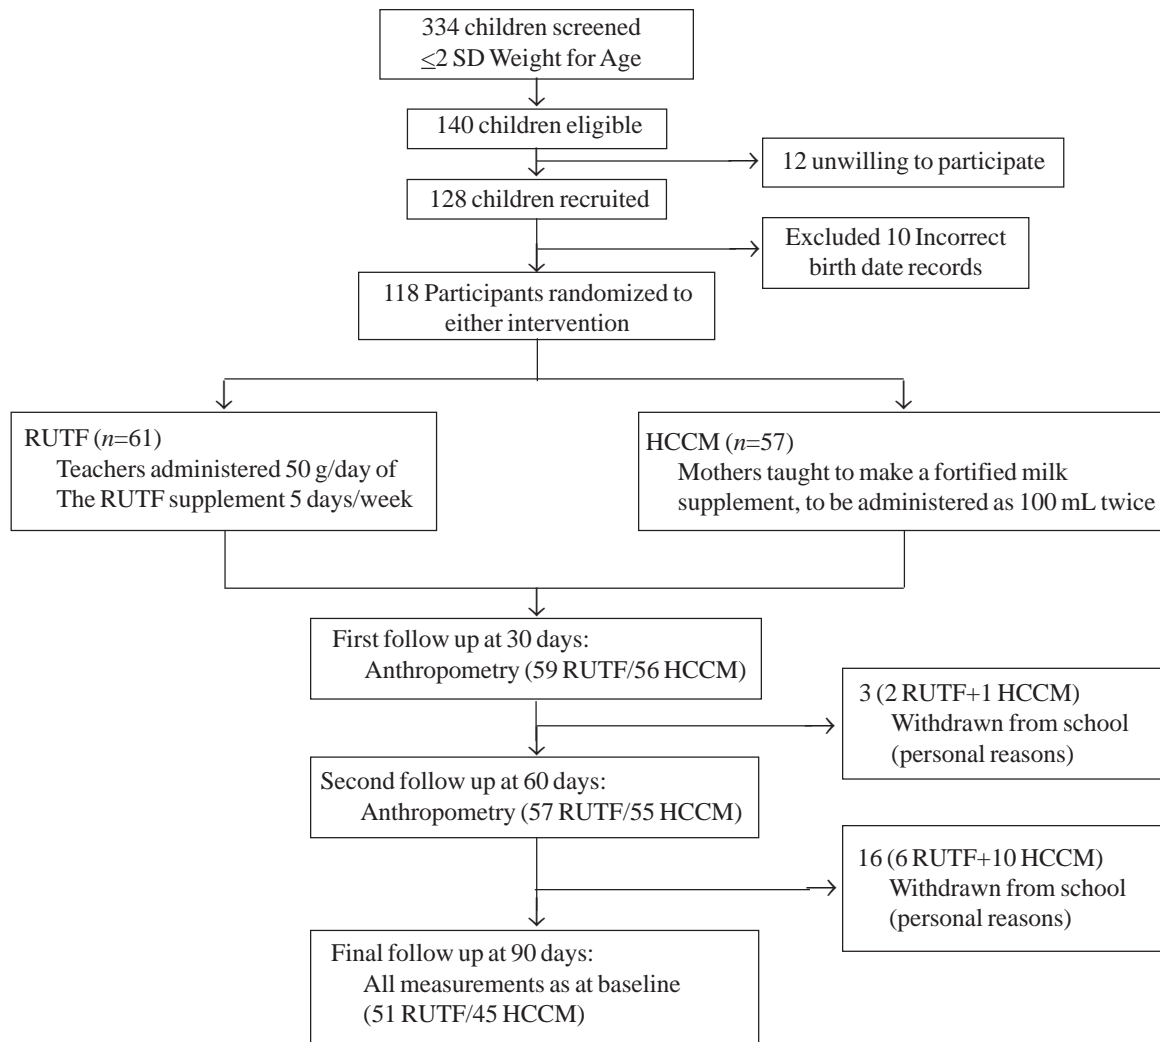 334 children screened
≤2 SD Weight for Age
140 children eligible
12 unwilling to participate
128 children recruited
Excluded 10 Incorrect
birth date records
118 Participants randomized to
either intervention
RUTF (n=61)
Teachers administered 50 g/day of
The RUTF supplement 5 days/week
HCCM (n=57)
Mothers taught to make a fortified milk
supplement, to be administered as 100 mL twice
First follow up at 30 days:
Anthropometry (59 RUTF/56 HCCM)
3 (2 RUTF+1 HCCM)
Withdrawn from school
(personal reasons)
Second follow up at 60 days:
Anthropometry (57 RUTF/55 HCCM)
16 (6 RUTF+10 HCCM)
Withdrawn from school
(personal reasons)
Final follow up at 90 days:
All measurements as at baseline
(51 RUTF/45 HCCM)